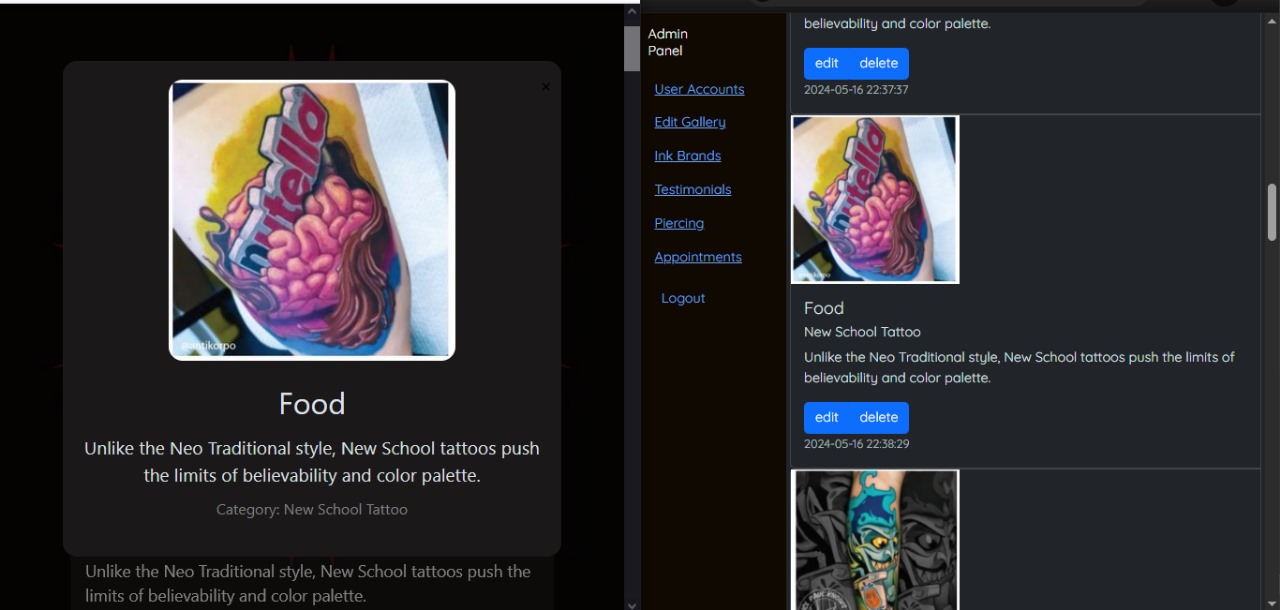 nutella
@antikorpo
×
Food
Unlike the Neo Traditional style, New School tattoos push
the limits of believability and color palette.
Category: New School Tattoo
Unlike the Neo Traditional style, New School tattoos push the
limits of believability and color palette.
Admin
Panel
User Accounts
Edit Gallery
Ink Brands
Testimonials
Piercing
Appointments
Logout
believability and color palette.
edit delete
2024-05-16 22:37:37
nutella
Food
New School Tattoo
Unlike the Neo Traditional style, New School tattoos push the limits of
believability and color palette.
edit delete
2024-05-16 22:38:29